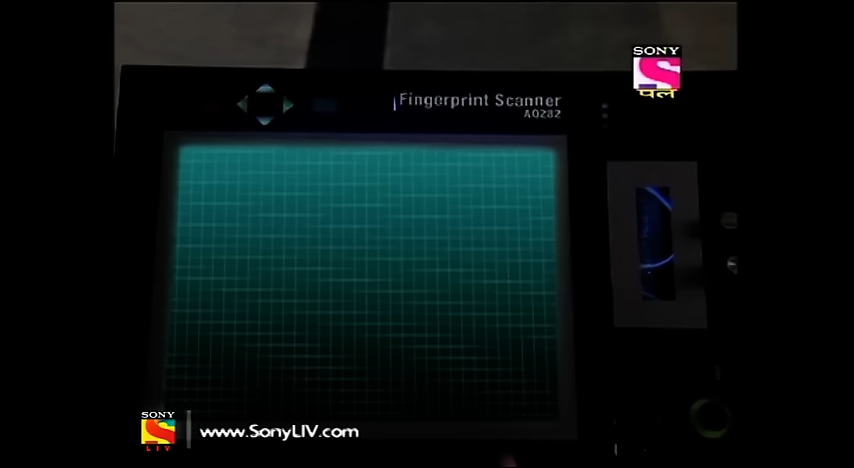 SONY
पल
Fingerprint Scanner
A0282
SONY
LIV
www.SonyLIV.com